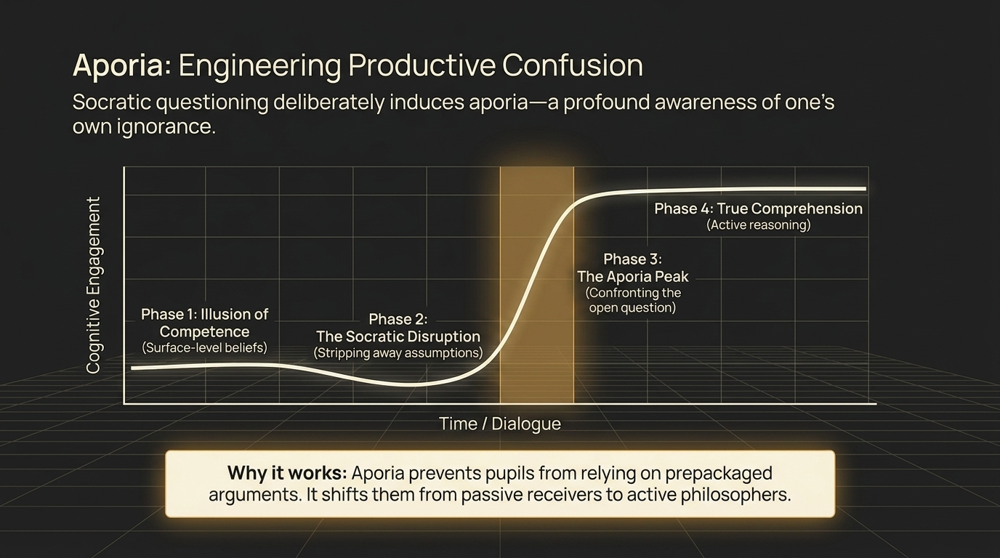 Aporia: Engineering Productive Confusion
Socratic questioning deliberately induces aporia—a profound awareness of one's
own ignorance.
Cognitive Engagement
Phase 1: Illusion of
Competence
(Surface-level beliefs)
Phase 2:
The Socratic Disruption
(Stripping away assumptions)
Phase 3:
The Aporia Peak
(Confronting the
open question)
Phase 4: True Comprehension
(Active reasoning)
Time / Dialogue
Why it works: Aporia prevents pupils from relying on prepackaged
arguments. It shifts them from passive receivers to active philosophers.